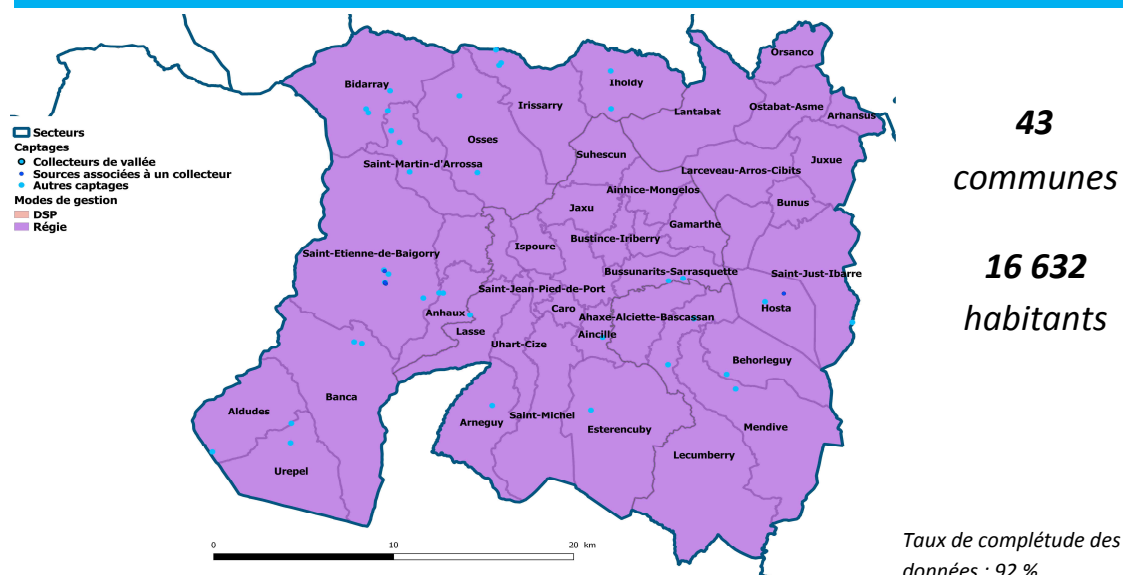 Secteurs
Captages
Collecteurs de vallée
Sources associées à un collecteur
Autres captages
Modes de gestion
DSP
Régie
Orsanco
Bidarray
Iholdy
Irissarry
Lantabat
Ostabat-Asme
Arhansus
Osses
Suhescun
Juxue
Saint-Martin-d'Arrossa
Larceveau-Arros-Cibits
Ainhice-Mongelos
Jaxu
Bunus
Gamarthe
Ispoure
Bustince-Iriberry
Saint-Etienne-de-Baigorry
Bussunarits-Sarrasquette
Saint-Just-Ibarre
Saint-Jean-Pied-de-Port
Anhaux
Caro
Hosta
Ahaxe-Alciette-Bascassan
Lasse
Aincille
Uhart-Cize
Behorleguy
Banca
Aldudes
Saint-Michel
Arneguy
Esterencuby
Mendive
Lecumberry
Urepel
0 10 20 km
43
communes
16 632
habitants
Taux de complétude des
données : 92 %